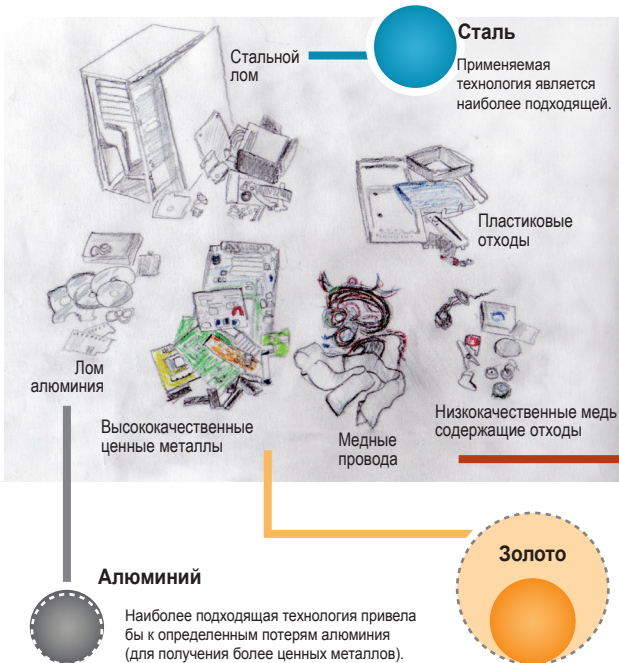 Сталь
Применяемая
технология является
наиболее подходящей.
Стальной
лом
Пластиковые
отходы
Лом
алюминия
Высококачественные
ценные металлы
Медные
провода
Низкокачественные медь
содержащие отходы
Золото
Алюминий
Наиболее подходящая технология привела
бы к определенным потерям алюминия
(для получения более ценных металлов).